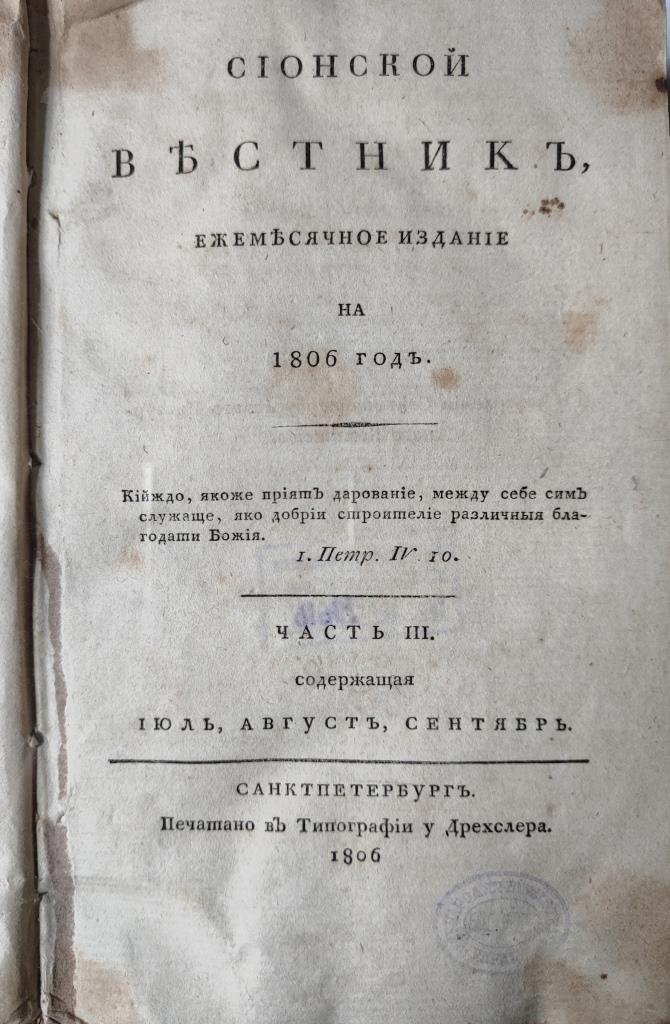 СІОНСКОЙ
ВѢСТНИКЪ,
ЕЖЕМѢСЯЧНОЕ ИЗДАНІЕ
НА
1806 ГОДЪ.
Кійждо, якоже пріятъ дарованіе, между себе симъ
служаще, яко добріи строителіе различныя бла-
годати Божія.
1. Петр. IV. 10.
ЧАСТЬ III.
содержащая
ІЮЛЬ, АВГУСТЪ, СЕНТЯБРЬ.
САНКТПЕТЕРБУРГЪ.
Печатано въ Типографіи у Дрехслера.
1806